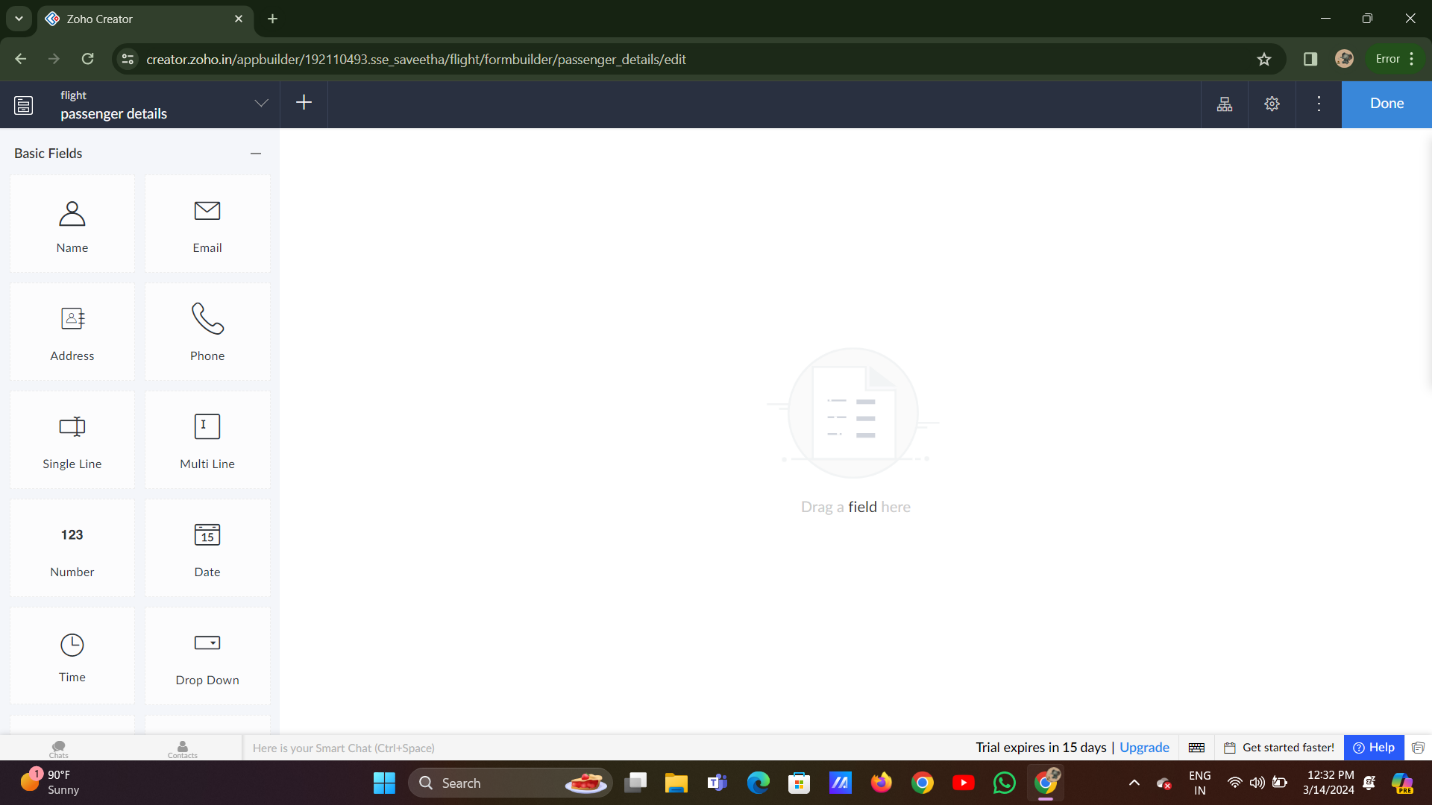 Zoho Creator
creator.zoho.in/appbuilder/192110493.sse_saveetha/flight/formbuilder/passenger_details/edit
Error
flight
passenger details
Done
Basic Fields
Name
Email
Address
Phone
Single Line
Multi Line
123
Number
15
Date
Time
Drop Down
Drag a field here
Chats
Contacts
Here is your Smart Chat (Ctrl+Space)
Trial expires in 15 days | Upgrade
Get started faster!
Help
1
90°F
Sunny
Search
ENG
IN
12:32 PM
3/14/2024
PRE